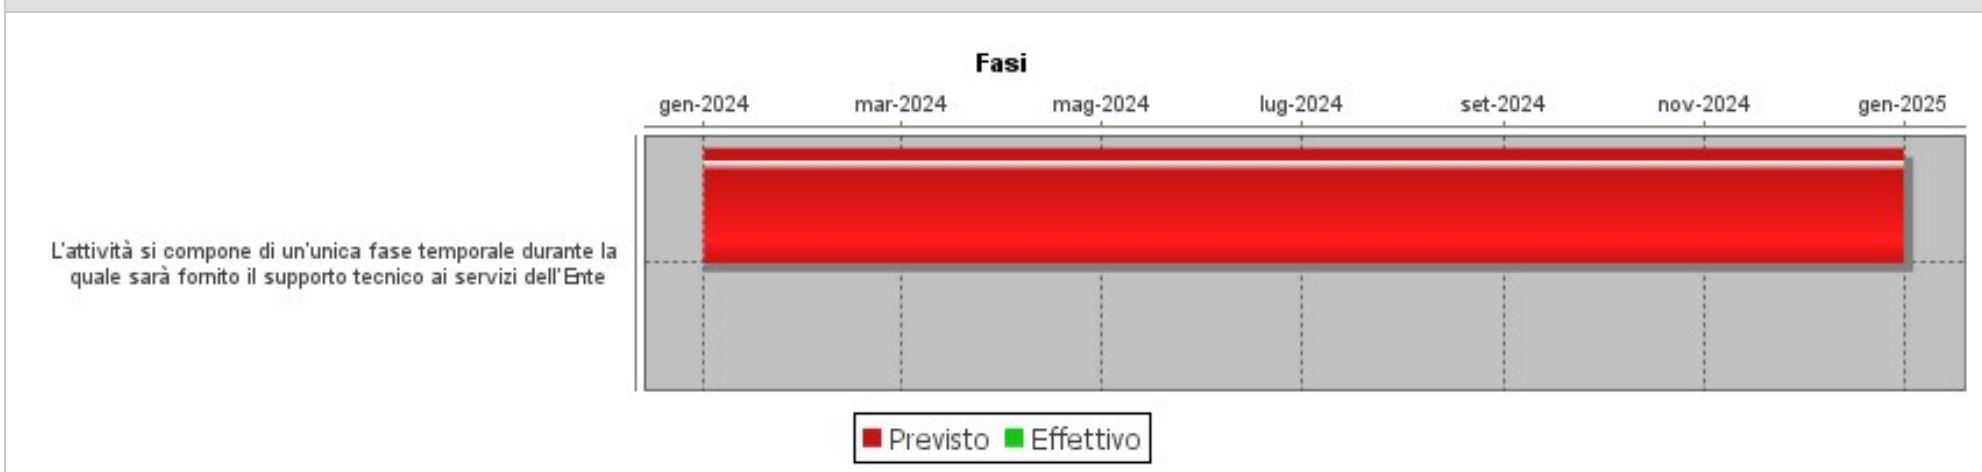 Fasi
gen-2024 mar-2024 mag-2024 lug-2024 set-2024 nov-2024 gen-2025
L'attività si compone di un'unica fase temporale durante la
quale sarà fornito il supporto tecnico ai servizi dell'Ente
Previsto Effettivo